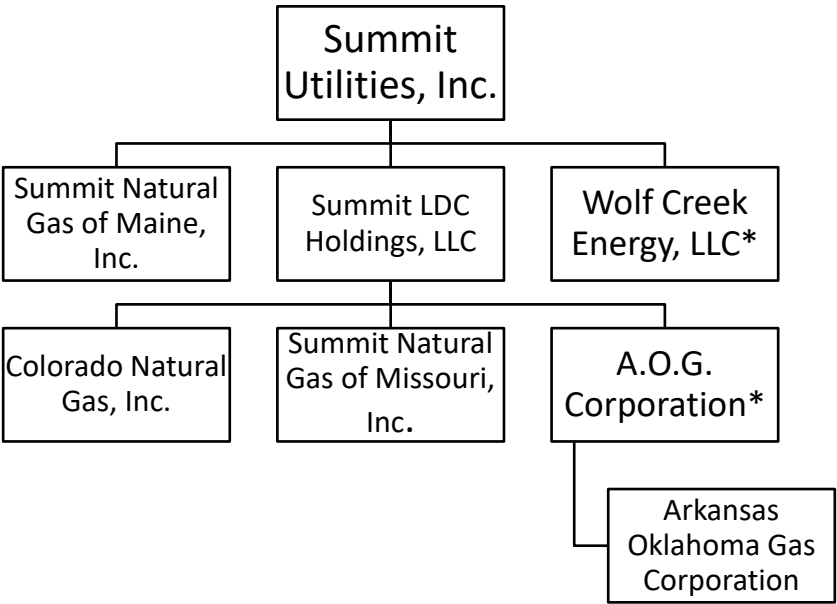 Summit
Utilities, Inc.
Summit Natural
Gas of Maine,
Inc.
Summit LDC
Holdings, LLC
Wolf Creek
Energy, LLC*
Colorado Natural
Gas, Inc.
Summit Natural
Gas of Missouri,
Inc.
A.O.G.
Corporation*
Arkansas
Oklahoma Gas
Corporation